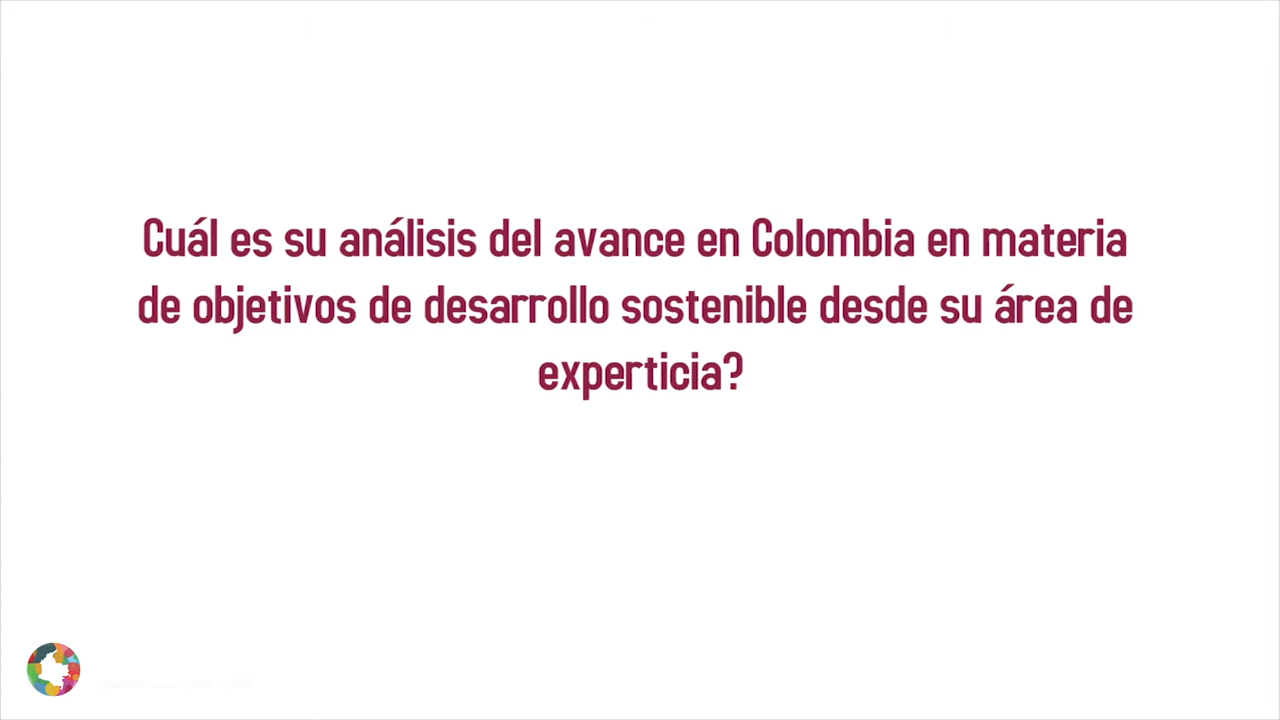 Cuál es su análisis del avance en Colombia en materia
de objetivos de desarrollo sostenible desde su área de
experticia?